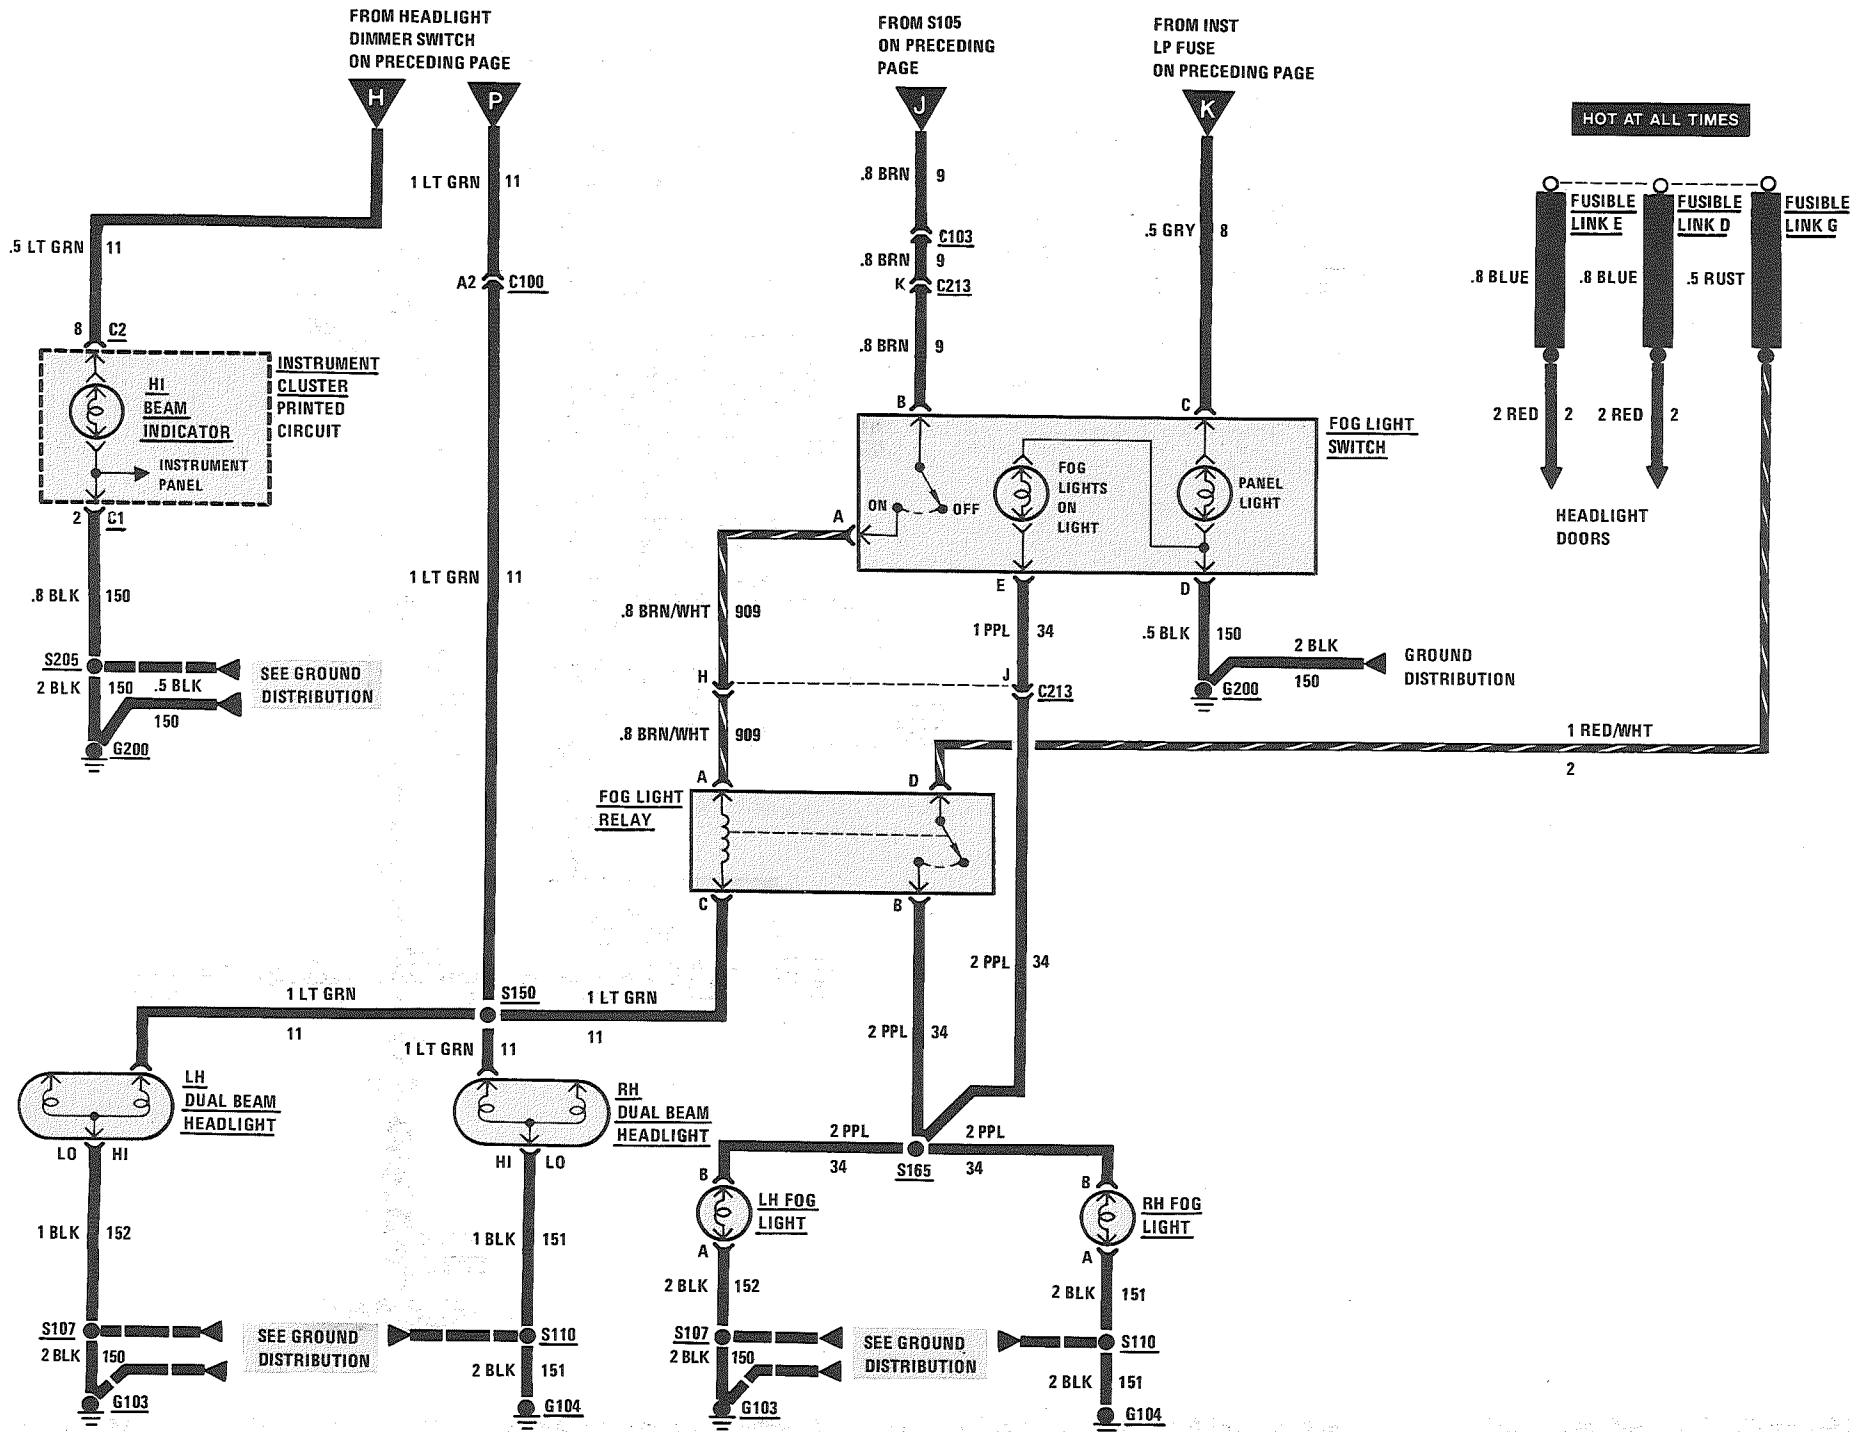 FROM HEADLIGHT
DIMMER SWITCH
ON PRECEDING PAGE
H
P
FROM S105
ON PRECEDING
PAGE
J
FROM INST
LP FUSE
ON PRECEDING PAGE
K
HOT AT ALL TIMES
1 LT GRN 11
.8 BRN 9
C103
.8 BRN 9
K C213
.8 BRN 9
.5 GRY 8
FUSIBLE
LINK E
FUSIBLE
LINK D
FUSIBLE
LINK G
.8 BLUE
.8 BLUE
.5 RUST
2 RED 2
2 RED 2
HEADLIGHT
DOORS
.5 LT GRN 11
A2 C100
8 C2
INSTRUMENT
CLUSTER
PRINTED
CIRCUIT
HI
BEAM
INDICATOR
INSTRUMENT
PANEL
2 C1
.8 BLK 150
S205
2 BLK 150
.5 BLK
150
SEE GROUND
DISTRIBUTION
G200
1 LT GRN 11
B
C
FOG LIGHT
SWITCH
ON
OFF
FOG
LIGHTS
ON
LIGHT
PANEL
LIGHT
A
E
D
.8 BRN/WHT 909
1 PPL 34
.5 BLK 150
2 BLK
150
GROUND
DISTRIBUTION
G200
H
J
C213
.8 BRN/WHT 909
1 RED/WHT
2
A
D
FOG LIGHT
RELAY
C
B
2 PPL 34
2 PPL 34
1 LT GRN
11
S150
1 LT GRN
11
1 LT GRN 11
LH
DUAL BEAM
HEADLIGHT
LO HI
RH
DUAL BEAM
HEADLIGHT
HI LO
2 PPL
34
S165
2 PPL
34
B
LH FOG
LIGHT
A
B
RH FOG
LIGHT
A
1 BLK 152
1 BLK 151
2 BLK 152
2 BLK 151
S107
2 BLK 150
G103
SEE GROUND
DISTRIBUTION
S110
2 BLK 151
G104
S107
2 BLK 150
G103
SEE GROUND
DISTRIBUTION
S110
2 BLK 151
G104